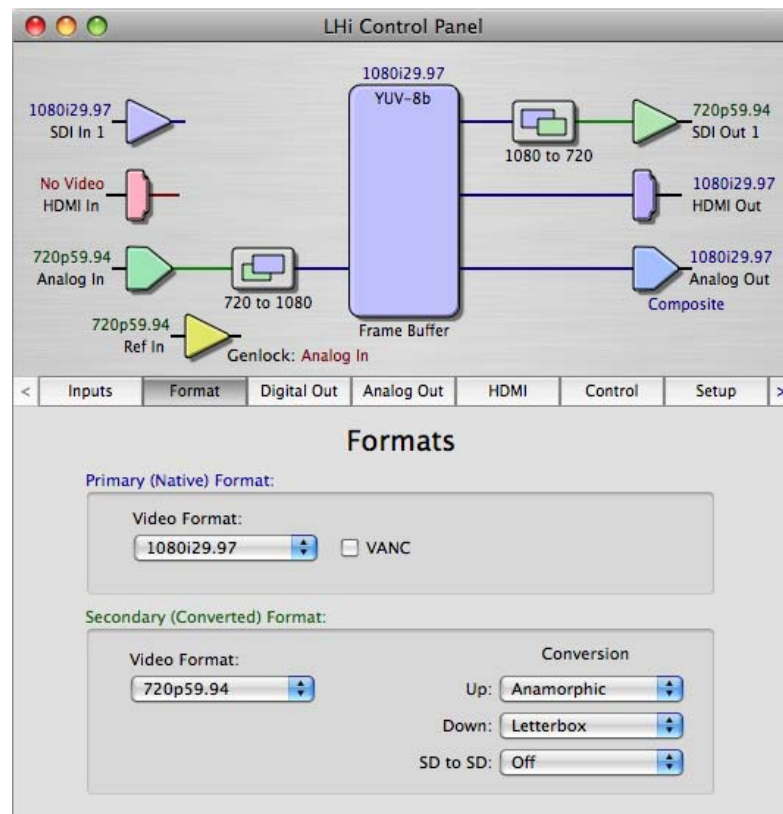 LHi Control Panel
1080i29.97
YUV-8b
1080i29.97
SDI In 1
1080 to 720
720p59.94
SDI Out 1
No Video
HDMI In
1080i29.97
HDMI Out
720p59.94
Analog In
720 to 1080
1080i29.97
Analog Out
Composite
Frame Buffer
720p59.94
Ref In
Genlock: Analog In
< Inputs Format Digital Out Analog Out HDMI Control Setup >
Formats
Primary (Native) Format:
Video Format:
1080i29.97 VANC
Secondary (Converted) Format:
Video Format:
Conversion
720p59.94
Up: Anamorphic
Down: Letterbox
SD to SD: Off